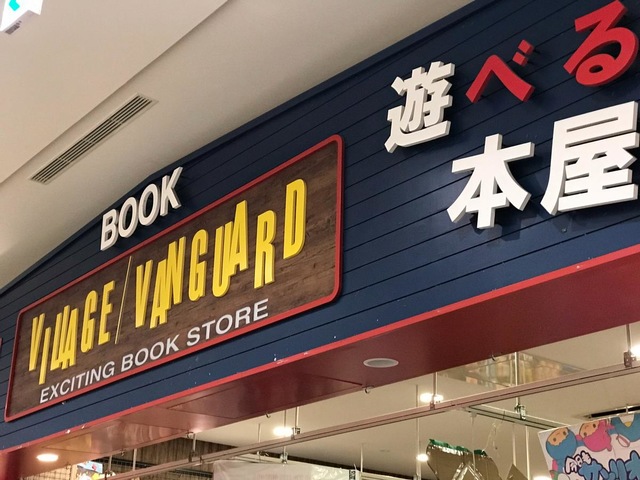 BOOK
VILLAGE/VANGUARD
EXCITING BOOK STORE
遊べる
本屋